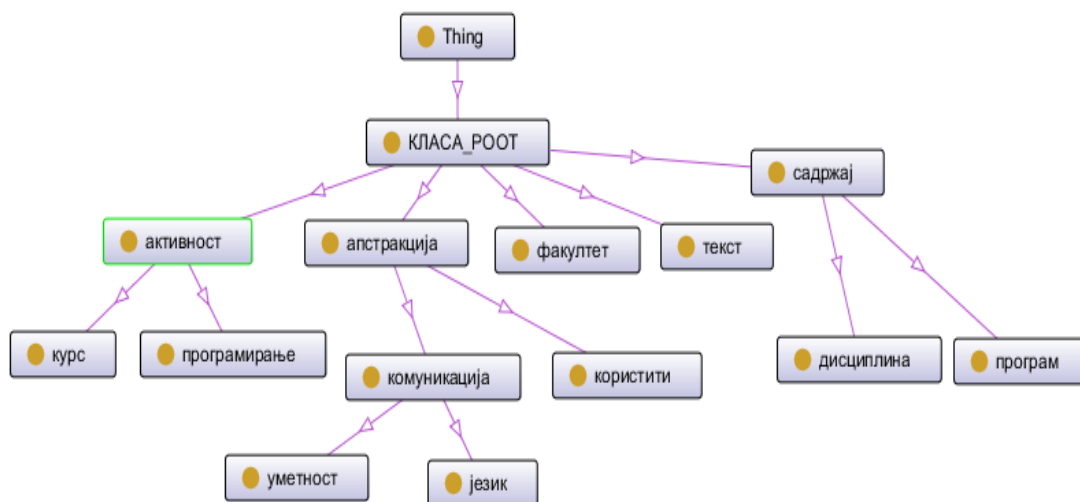 Thing
КЛАСА_РООТ
садржај
активност
апстракција
факултет
текст
курс
програмирање
комуникација
користити
дисциплина
програм
уметност
језик